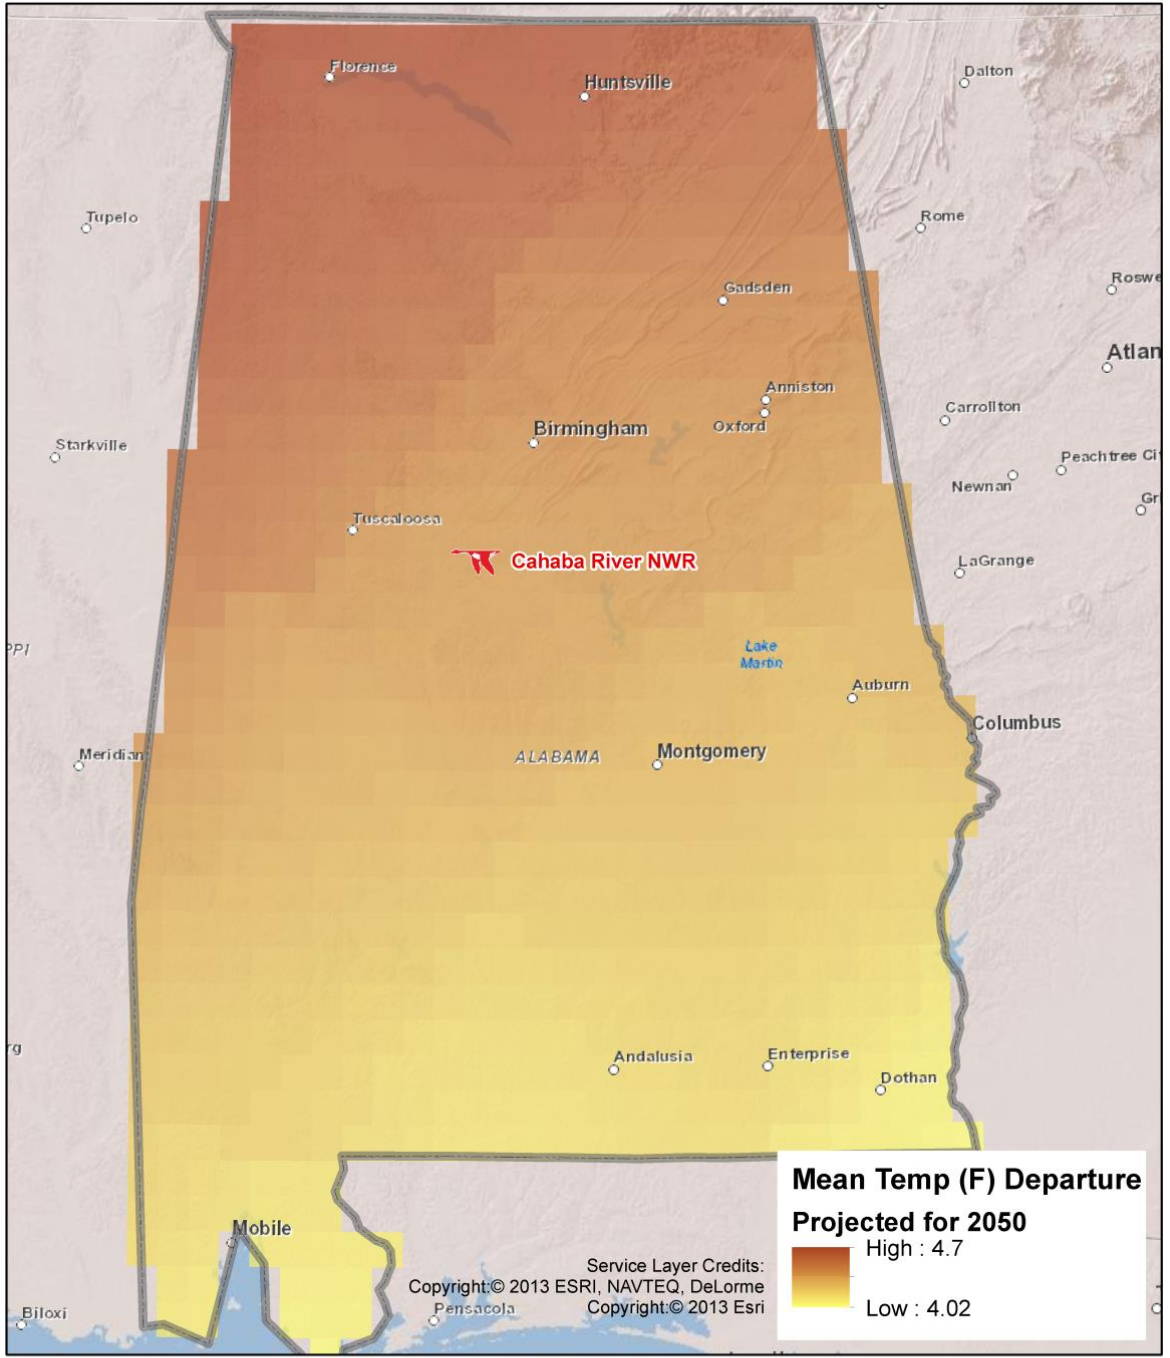 Florence
Huntsville
Dalton
Tupelo
Rome
Gadsden
Roswe
Atlan
Anniston
Carrollton
Oxford
Birmingham
Starkville
Peachtree Cit
Newnan
Gr
Tuscaloosa
Cahaba River NWR
LaGrange
PPI
Lake
Martin
Auburn
Columbus
Meridian
ALABAMA
Montgomery
rg
Andalusia
Enterprise
Dothan
Mean Temp (F) Departure
Projected for 2050
High : 4.7
Low : 4.02
Mobile
Service Layer Credits:
Copyright:© 2013 ESRI, NAVTEQ, DeLorme
Copyright:© 2013 Esri
Biloxi
Pensacola